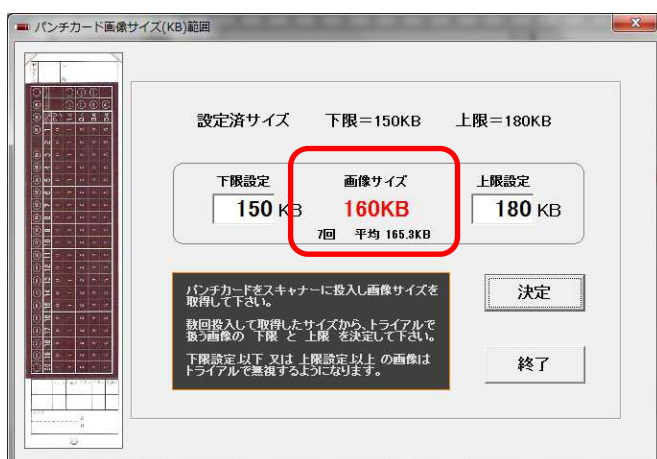 パンチカード画像サイズ(KB)範囲
設定済サイズ 下限＝150KB 上限＝180KB
下限設定 画像サイズ 上限設定
150 KB 160KB 180 KB
7回 平均 165.3KB
パンチカードをスキャナーに投入し画像サイズを
取得して下さい。
数回投入して取得したサイズから、トライアルで
扱う画像の 下限 と 上限 を決定して下さい。
下限設定以下 又は 上限設定以上 の画像は
トライアルで無視するようになります。
決定
終了